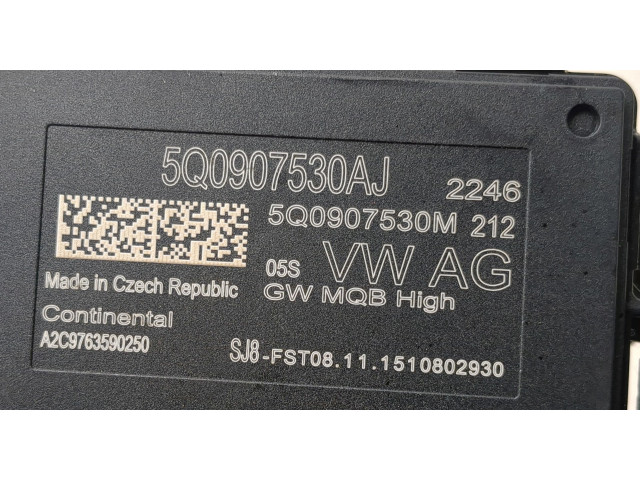 5Q0907530AJ 2246
5Q0907530M 212
05S VW AG
Made in Czech Republic GW MQB High
Continental
A2C9763590250 SJ8-FST08.11.1510802930